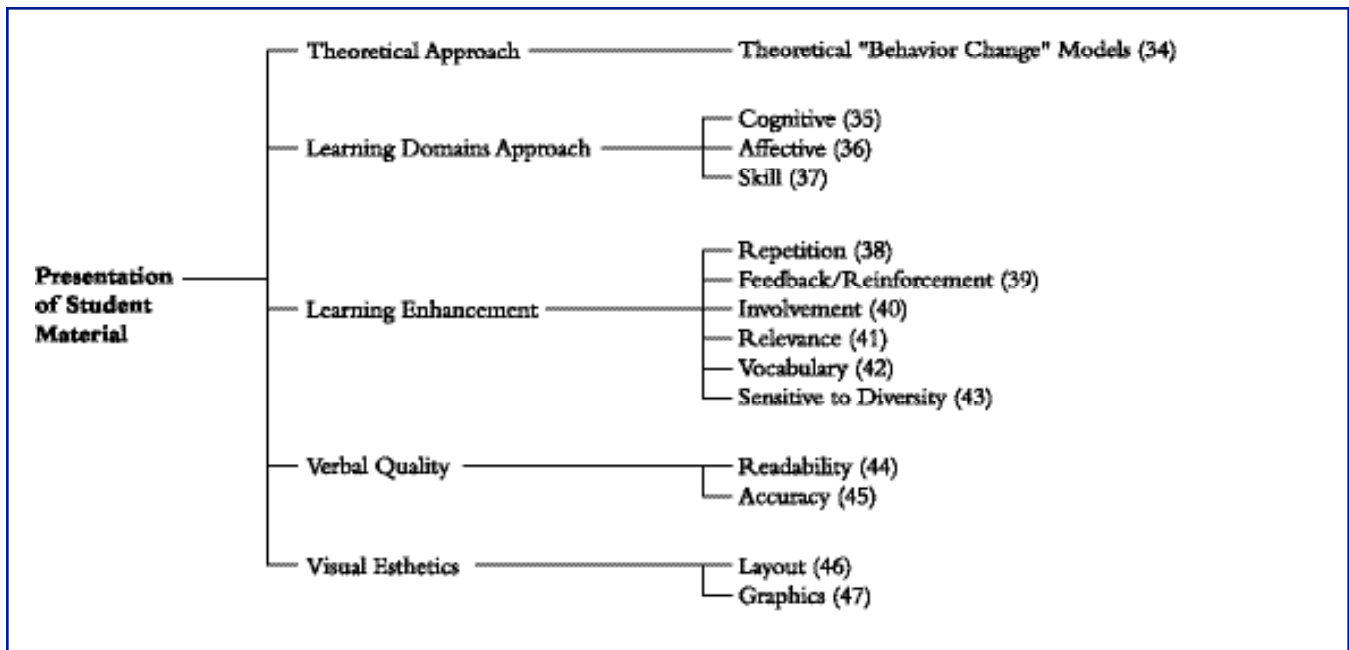 Theoretical Approach
Theoretical "Behavior Change" Models (34)
Learning Domains Approach
Cognitive (35)
Affective (36)
Skill (37)
Presentation
of Student
Material
Learning Enhancement
Repetition (38)
Feedback/Reinforcement (39)
Involvement (40)
Relevance (41)
Vocabulary (42)
Sensitive to Diversity (43)
Verbal Quality
Readability (44)
Accuracy (45)
Visual Esthetics
Layout (46)
Graphics (47)